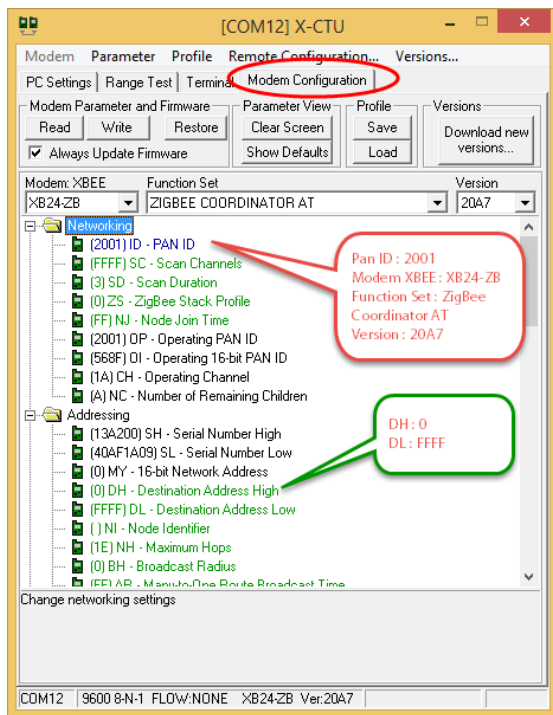 [COM12] X-CTU
Modem Parameter Profile Remote Configuration... Versions...
PC Settings Range Test Terminal Modem Configuration
Modem Parameter and Firmware Parameter View Profile Versions
Read Write Restore Clear Screen Save Download new versions...
Always Update Firmware Show Defaults Load
Modem: XBEE Function Set Version
XB24-ZB ZIGBEE COORDINATOR AT 20A7
Networking
(2001) ID - PAN ID
(FFFF) SC - Scan Channels
(3) SD - Scan Duration
(0) ZS - ZigBee Stack Profile
(FF) NJ - Node Join Time
(2001) OP - Operating PAN ID
(568F) OI - Operating 16-bit PAN ID
(1A) CH - Operating Channel
(A) NC - Number of Remaining Children
Pan ID : 2001
Modem XBEE : XB24-ZB
Function Set : ZigBee
Coordinator AT
Version : 20A7
Addressing
(13A200) SH - Serial Number High
(40AF1A09) SL - Serial Number Low
(0) MY - 16-bit Network Address
(0) DH - Destination Address High
(FFFF) DL - Destination Address Low
( ) NI - Node Identifier
(1E) NH - Maximum Hops
(0) BH - Broadcast Radius
(FF) AR - Many-to-One Route Broadcast Time
DH : 0
DL : FFFF
Change networking settings
COM12 9600 8-N-1 FLOW:NONE XB24-ZB Ver:20A7